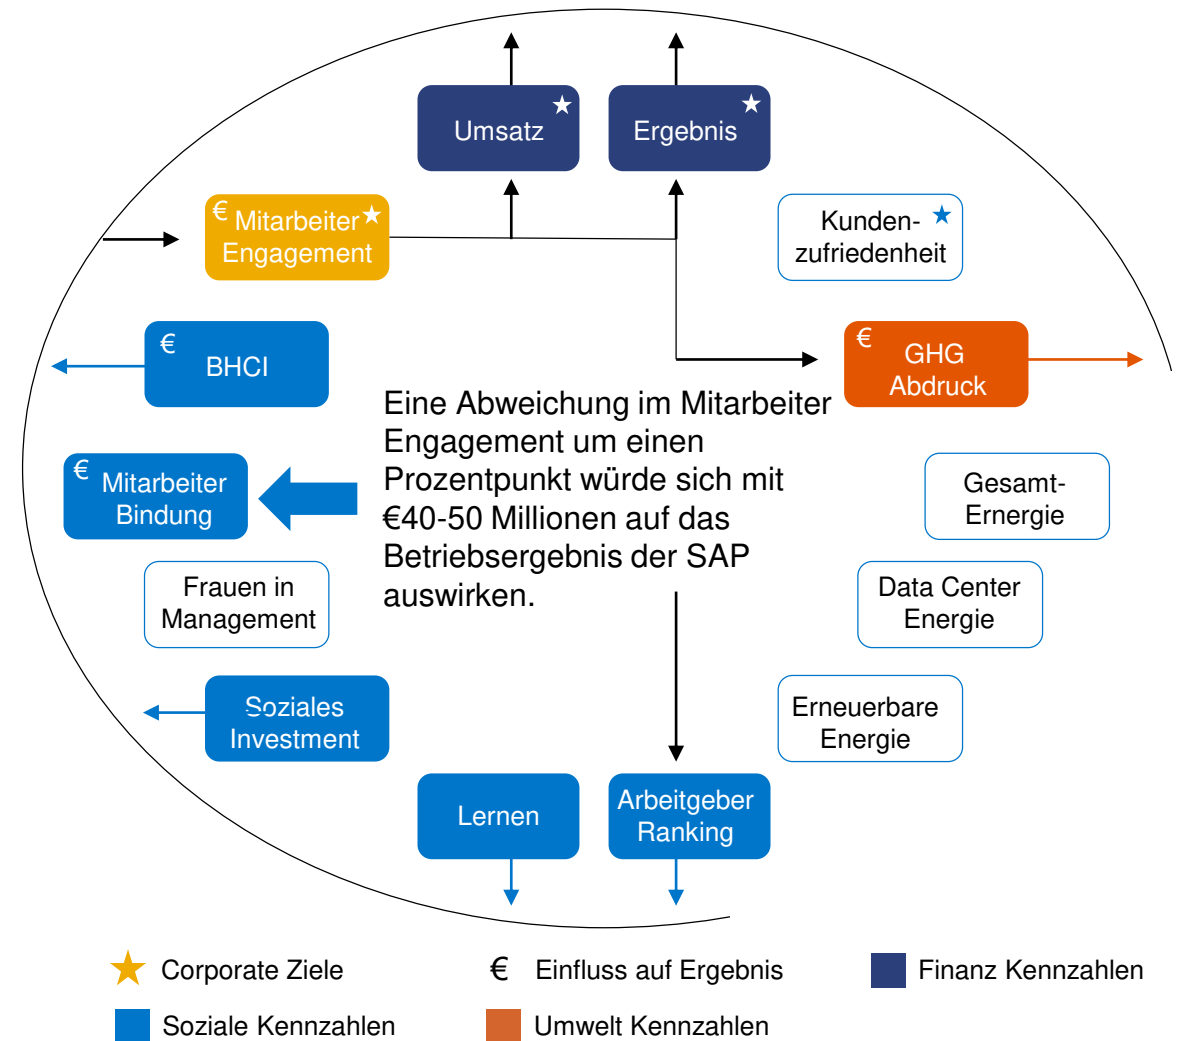 Umsatz
Ergebnis
€ Mitarbeiter
Engagement
Kunden-
zufriedenheit
€
BHCI
€
GHG
Abdruck
Eine Abweichung im Mitarbeiter
Engagement um einen
Prozentpunkt würde sich mit
€40-50 Millionen auf das
Betriebsergebnis der SAP
auswirken.
€ Mitarbeiter
Bindung
Gesamt-
Ernergie
Frauen in
Management
Data Center
Energie
Soziales
Investment
Erneuerbare
Energie
Lernen
Arbeitgeber
Ranking
Corporate Ziele
€ Einfluss auf Ergebnis
Finanz Kennzahlen
Soziale Kennzahlen
Umwelt Kennzahlen